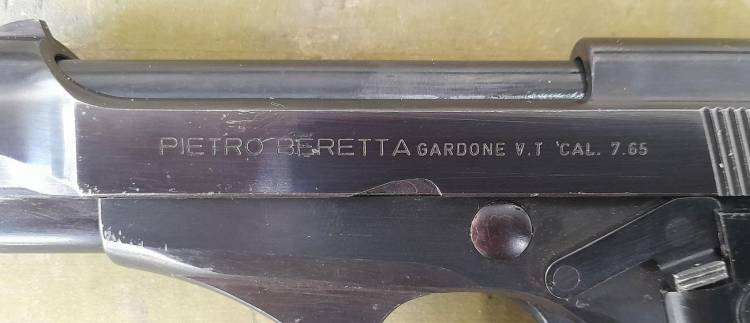 PIETRO BERETTA GARDONE V.T CAL. 7.65